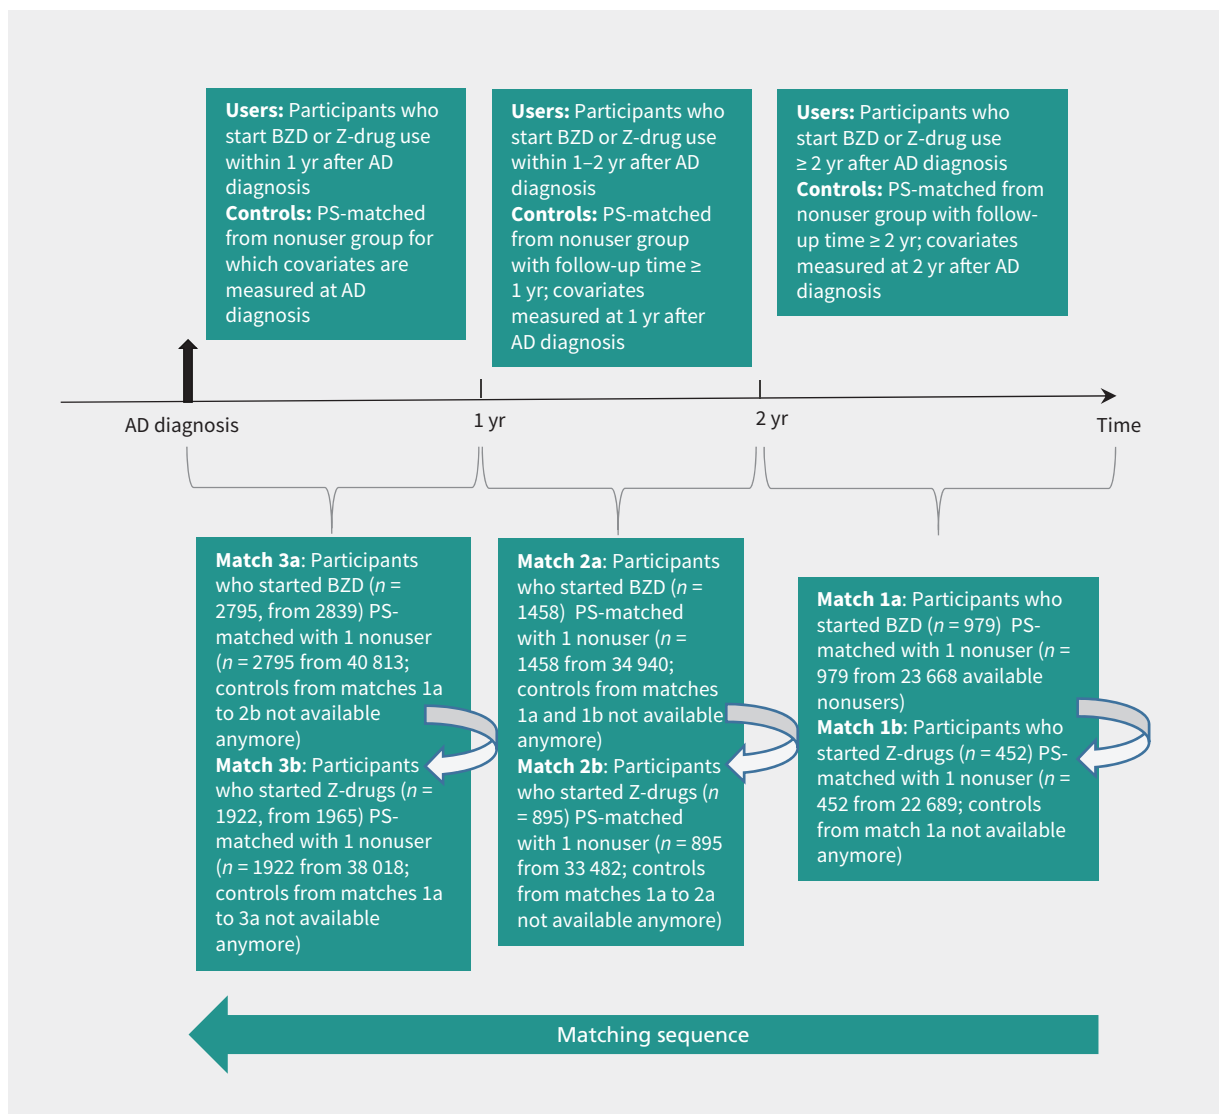 Users: Participants who
start BZD or Z-drug use
within 1 yr after AD
diagnosis
Controls: PS-matched
from nonuser group for
which covariates are
measured at AD
diagnosis
Users: Participants who
start BZD or Z-drug use
within 1–2 yr after AD
diagnosis
Controls: PS-matched
from nonuser group
with follow-up time ≥
1 yr; covariates
measured at 1 yr after
AD diagnosis
Users: Participants who
start BZD or Z-drug use
≥ 2 yr after AD diagnosis
Controls: PS-matched from
nonuser group with follow-
up time ≥ 2 yr; covariates
measured at 2 yr after AD
diagnosis
AD diagnosis
1 yr
2 yr
Time
Match 3a: Participants
who started BZD (n =
2795, from 2839) PS-
matched with 1 nonuser
(n = 2795 from 40 813;
controls from matches 1a
to 2b not available
anymore)
Match 3b: Participants
who started Z-drugs (n =
1922, from 1965) PS-
matched with 1 nonuser
(n = 1922 from 38 018;
controls from matches 1a
to 3a not available
anymore)
Match 2a: Participants
who started BZD (n =
1458) PS-matched
with 1 nonuser (n =
1458 from 34 940;
controls from matches
1a and 1b not available
anymore)
Match 2b: Participants
who started Z-drugs (n
= 895) PS-matched
with 1 nonuser (n = 895
from 33 482; controls
from matches 1a to 2a
not available anymore)
Match 1a: Participants who
started BZD (n = 979) PS-
matched with 1 nonuser (n =
979 from 23 668 available
nonusers)
Match 1b: Participants who
started Z-drugs (n = 452) PS-
matched with 1 nonuser (n =
452 from 22 689; controls
from match 1a not available
anymore)
Matching sequence